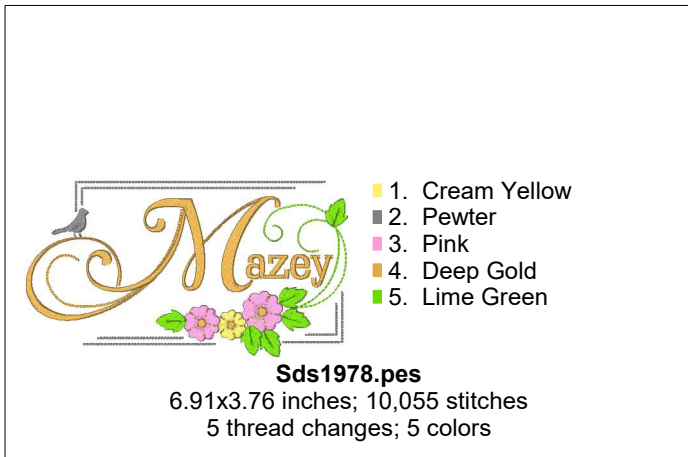 Mazey
1. Cream Yellow
2. Pewter
3. Pink
4. Deep Gold
5. Lime Green
Sds1978.pes
6.91x3.76 inches; 10,055 stitches
5 thread changes; 5 colors